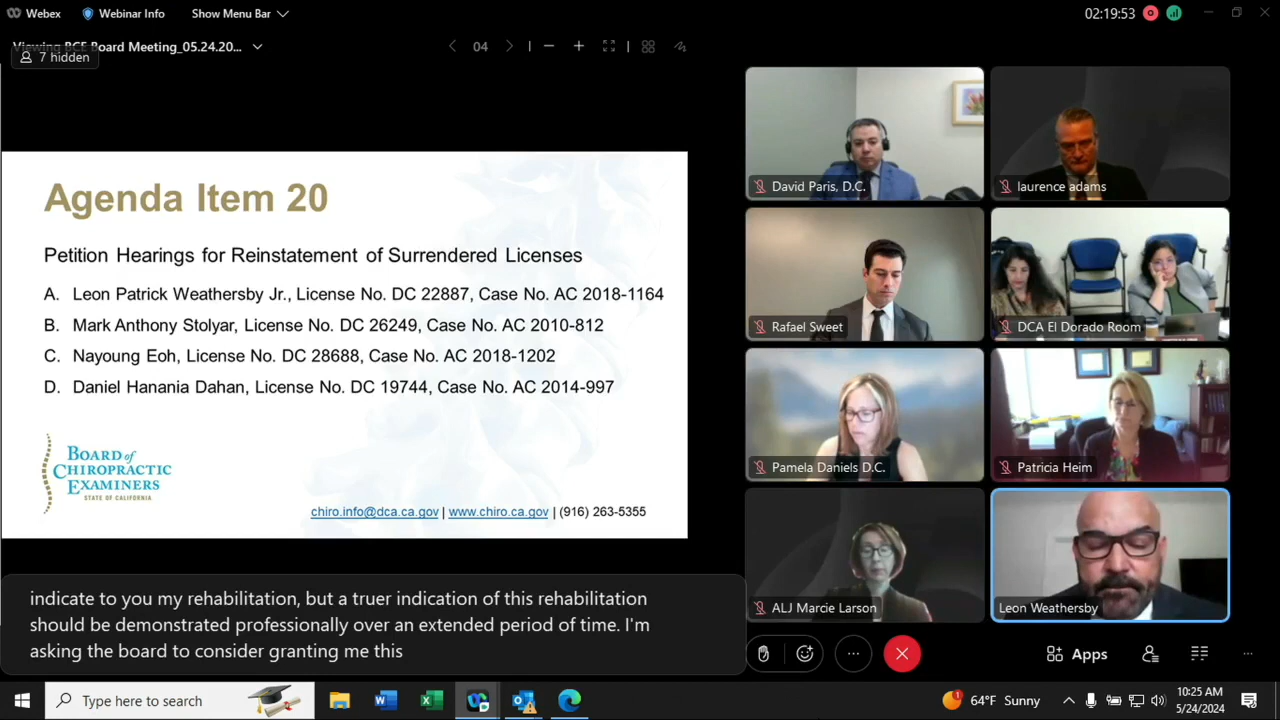 Webex
Webinar Info
Show Menu Bar
02:19:53
Viewing BCE Board Meeting_05.24.20...
7 hidden
04
Agenda Item 20
Petition Hearings for Reinstatement of Surrendered Licenses
A. Leon Patrick Weathersby Jr., License No. DC 22887, Case No. AC 2018-1164
B. Mark Anthony Stolyar, License No. DC 26249, Case No. AC 2010-812
C. Nayoung Eoh, License No. DC 28688, Case No. AC 2018-1202
D. Daniel Hanania Dahan, License No. DC 19744, Case No. AC 2014-997
BOARD of
CHIROPRACTIC
EXAMINERS
STATE OF CALIFORNIA
chiro.info@dca.ca.gov | www.chiro.ca.gov | (916) 263-5355
indicate to you my rehabilitation, but a truer indication of this rehabilitation
should be demonstrated professionally over an extended period of time. I'm
asking the board to consider granting me this
David Paris, D.C.
laurence adams
Rafael Sweet
DCA El Dorado Room
Pamela Daniels D.C.
Patricia Heim
ALJ Marcie Larson
Leon Weathersby
Apps
Type here to search
1
64°F Sunny
10:25 AM
5/24/2024